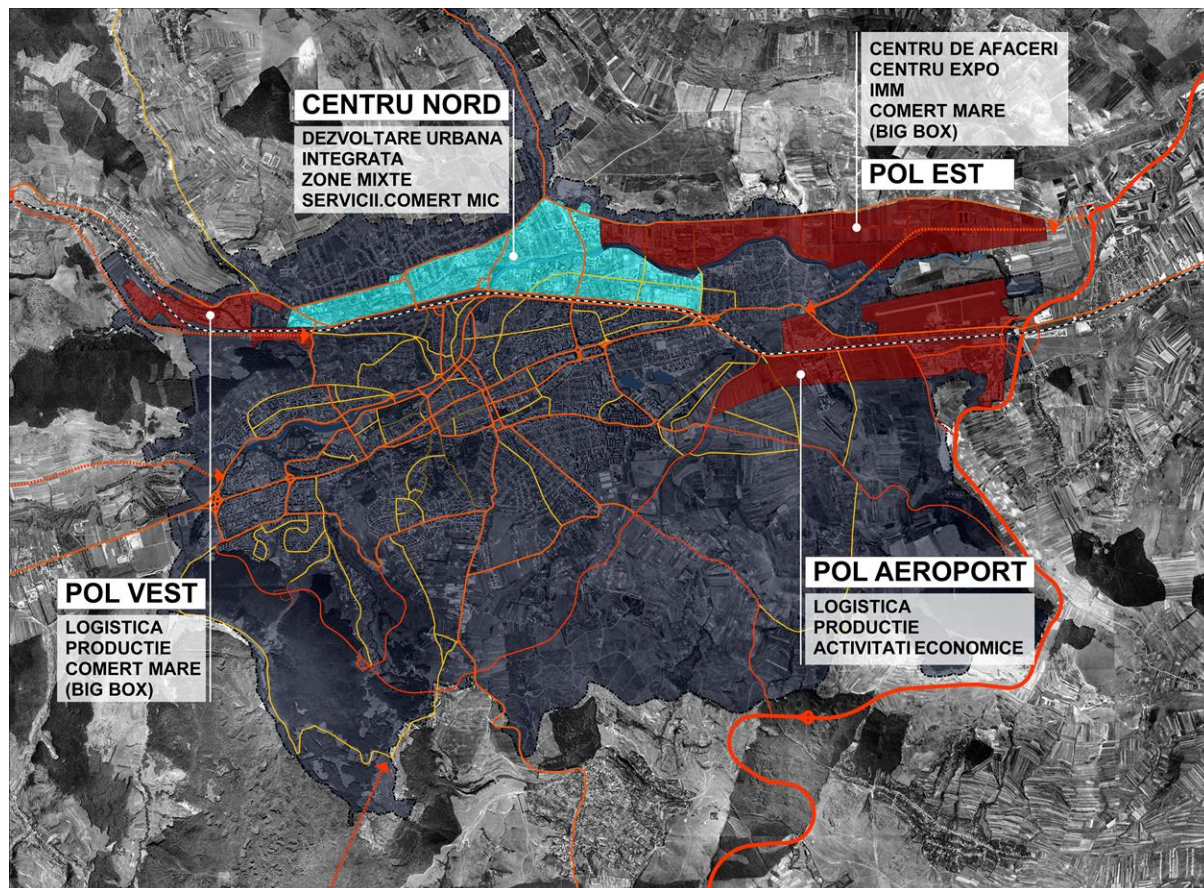 CENTRU DE AFACERI
CENTRU EXPO
IMM
COMERT MARE
(BIG BOX)
POL EST
CENTRU NORD
DEZVOLTARE URBANA
INTEGRATA
ZONE MIXTE
SERVICII.COMERT MIC
POL VEST
LOGISTICA
PRODUCTIE
COMERT MARE
(BIG BOX)
POL AEROPORT
LOGISTICA
PRODUCTIE
ACTIVITATI ECONOMICE